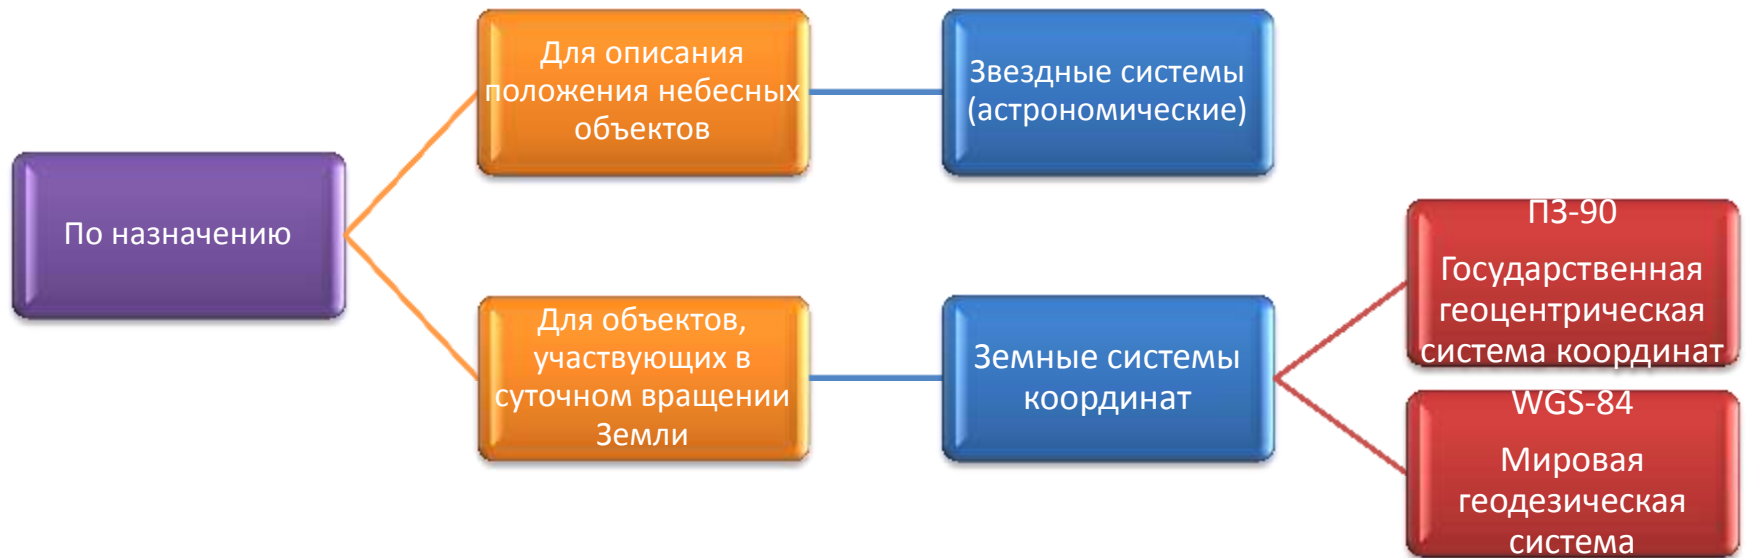 По назначению
Для описания
положения небесных
объектов
Звездные системы
(астрономические)
Для объектов,
участвующих в
суточном вращении
Земли
Земные системы
координат
ПЗ-90
Государственная
геоцентрическая
система координат
WGS-84
Мировая
геодезическая
система